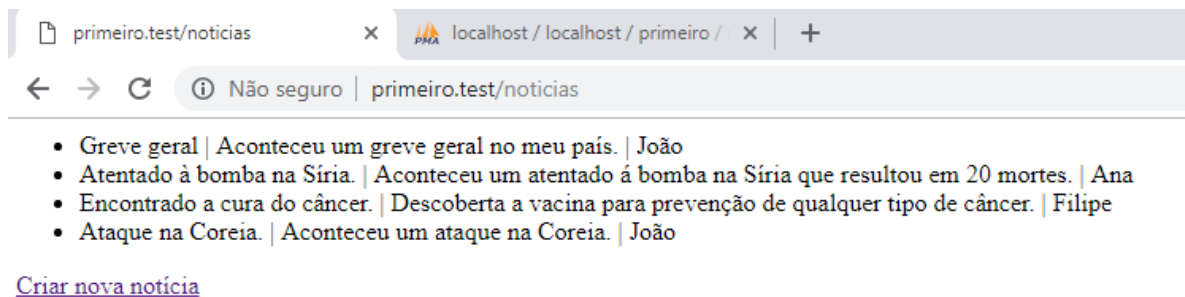 primeiro.test/noticias
PMA localhost / localhost / primeiro /
Não seguro | primeiro.test/noticias
• Greve geral | Aconteceu um greve geral no meu país. | João
• Atentado à bomba na Síria. | Aconteceu um atentado á bomba na Síria que resultou em 20 mortes. | Ana
• Encontrado a cura do câncer. | Descoberta a vacina para prevenção de qualquer tipo de câncer. | Filipe
• Ataque na Coreia. | Aconteceu um ataque na Coreia. | João
Criar nova notícia